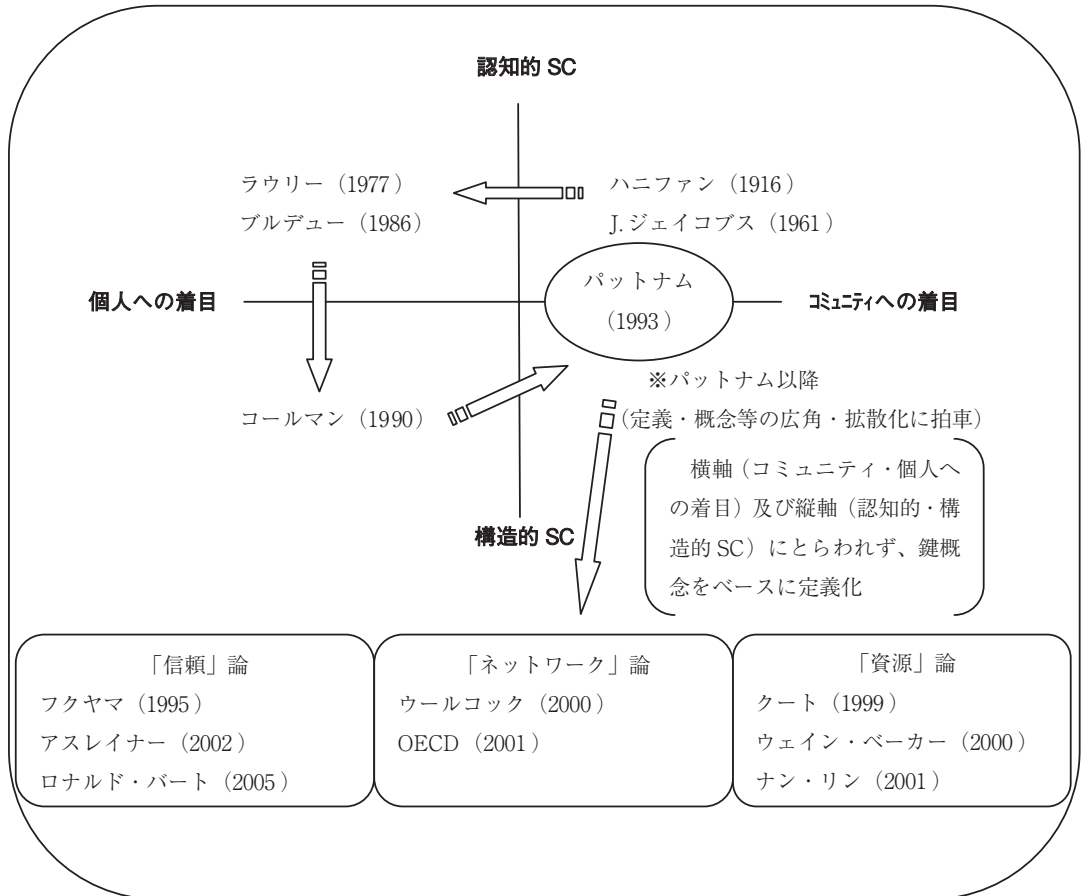 認知的 SC
ラウリー（1977）
ブルデュー（1986）
ハニファン（1916）
J.ジェイコブス（1961）
個人への着目
パットナム
（1993）
コミュニティへの着目
コールマン（1990）
※パットナム以降
（定義・概念等の広角・拡散化に拍車）
構造的 SC
横軸（コミュニティ・個人へ
の着目）及び縦軸（認知的・構
造的 SC）にとらわれず、鍵概
念をベースに定義化
「信頼」論
フクヤマ（1995）
アスレイナー（2002）
ロナルド・バート（2005）
「ネットワーク」論
ウールコック（2000）
OECD（2001）
「資源」論
クート（1999）
ウェイン・ベーカー（2000）
ナン・リン（2001）